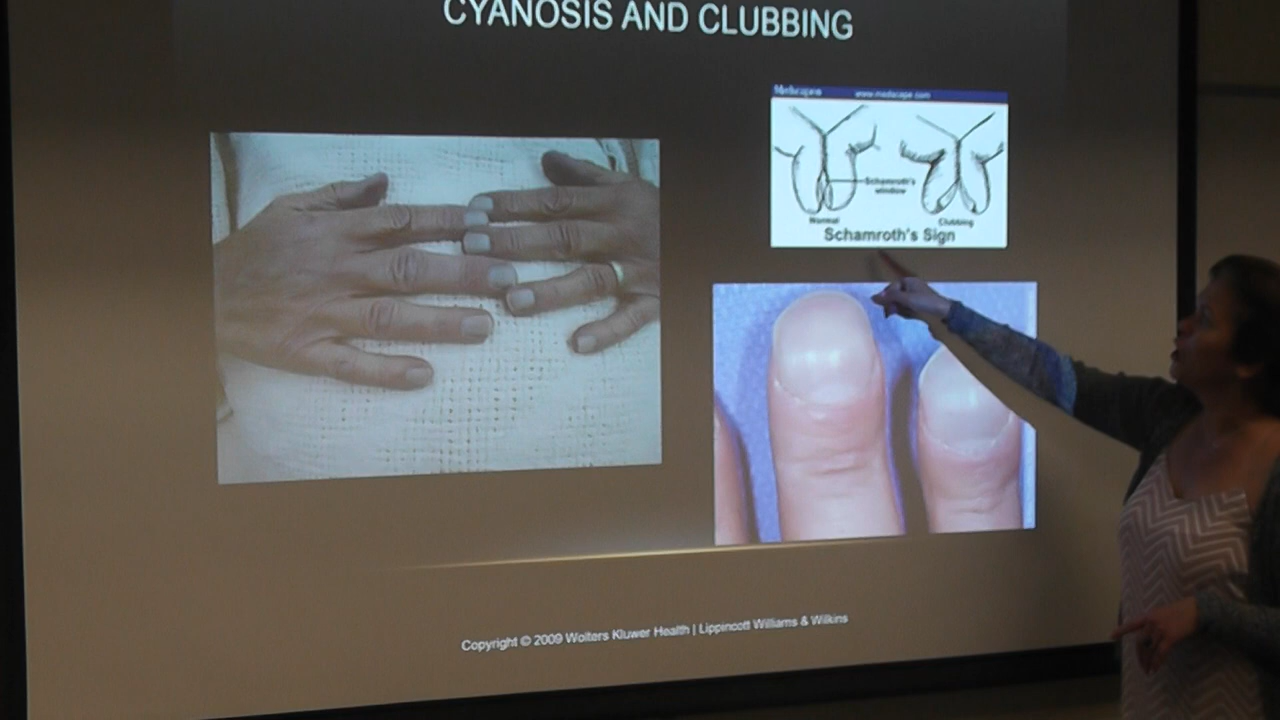 CYANOSIS AND CLUBBING
Medscape® www.medscape.com
Schamroth's
window
Normal Clubbing
Schamroth's Sign
Copyright © 2009 Wolters Kluwer Health | Lippincott Williams & Wilkins